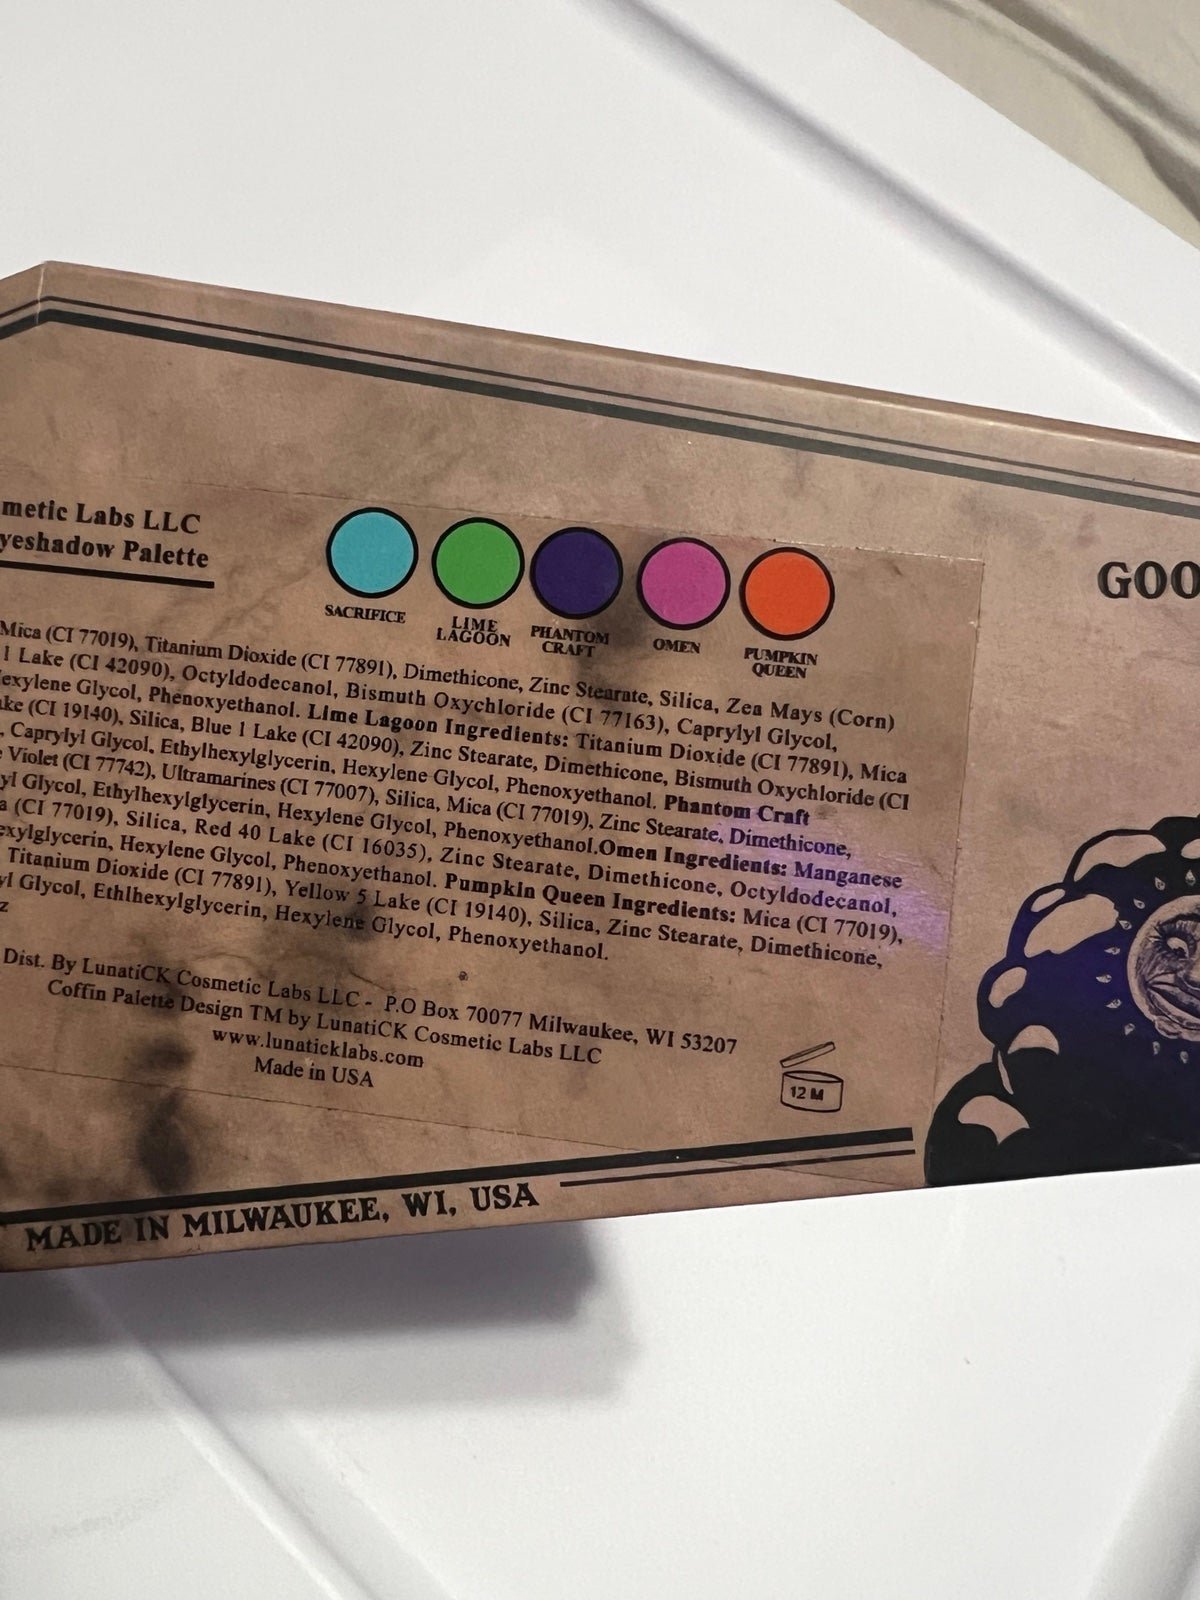 metic Labs LLC
yeshadow Palette
SACRIFICE
LIME
LAGOON
PHANTOM
CRAFT
OMEN
PUMPKIN
QUEEN
Mica (CI 77019), Titanium Dioxide (CI 77891), Dimethicone, Zinc Stearate, Silica, Zea Mays (Corn)
1 Lake (CI 42090), Octyldodecanol, Bismuth Oxychloride (CI 77163), Caprylyl Glycol,
exylene Glycol, Phenoxyethanol. Lime Lagoon Ingredients: Titanium Dioxide (CI 77891), Mica
ke (CI 19140), Silica, Blue 1 Lake (CI 42090), Zinc Stearate, Dimethicone, Bismuth Oxychloride (CI
, Caprylyl Glycol, Ethylhexylglycerin, Hexylene Glycol, Phenoxyethanol. Phantom Craft
e Violet (CI 77742), Ultramarines (CI 77007), Silica, Mica (CI 77019), Zinc Stearate, Dimethicone,
yl Glycol, Ethylhexylglycerin, Hexylene Glycol, Phenoxyethanol.Omen Ingredients: Manganese
a (CI 77019), Silica, Red 40 Lake (CI 16035), Zinc Stearate, Dimethicone, Octyldodecanol,
exylglycerin, Hexylene Glycol, Phenoxyethanol. Pumpkin Queen Ingredients: Mica (CI 77019),
Titanium Dioxide (CI 77891), Yellow 5 Lake (CI 19140), Silica, Zinc Stearate, Dimethicone,
yl Glycol, Ethlhexylglycerin, Hexylene Glycol, Phenoxyethanol.
z
Dist. By LunatiCK Cosmetic Labs LLC - P.O Box 70077 Milwaukee, WI 53207
Coffin Palette Design TM by LunatiCK Cosmetic Labs LLC
www.lunaticklabs.com
Made in USA
12 M
MADE IN MILWAUKEE, WI, USA
GOO